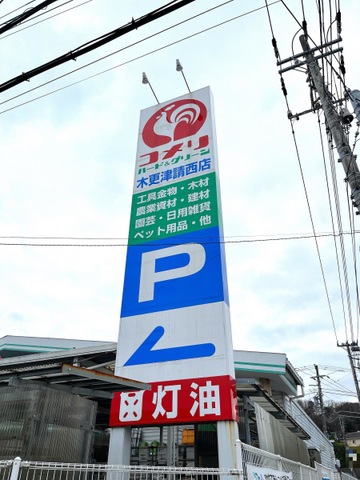 コメリ
ハード&グリーン
木更津請西店
工具金物・木材
農業資材・建材
園芸・日用雑貨
ペット用品・他
P
灯油